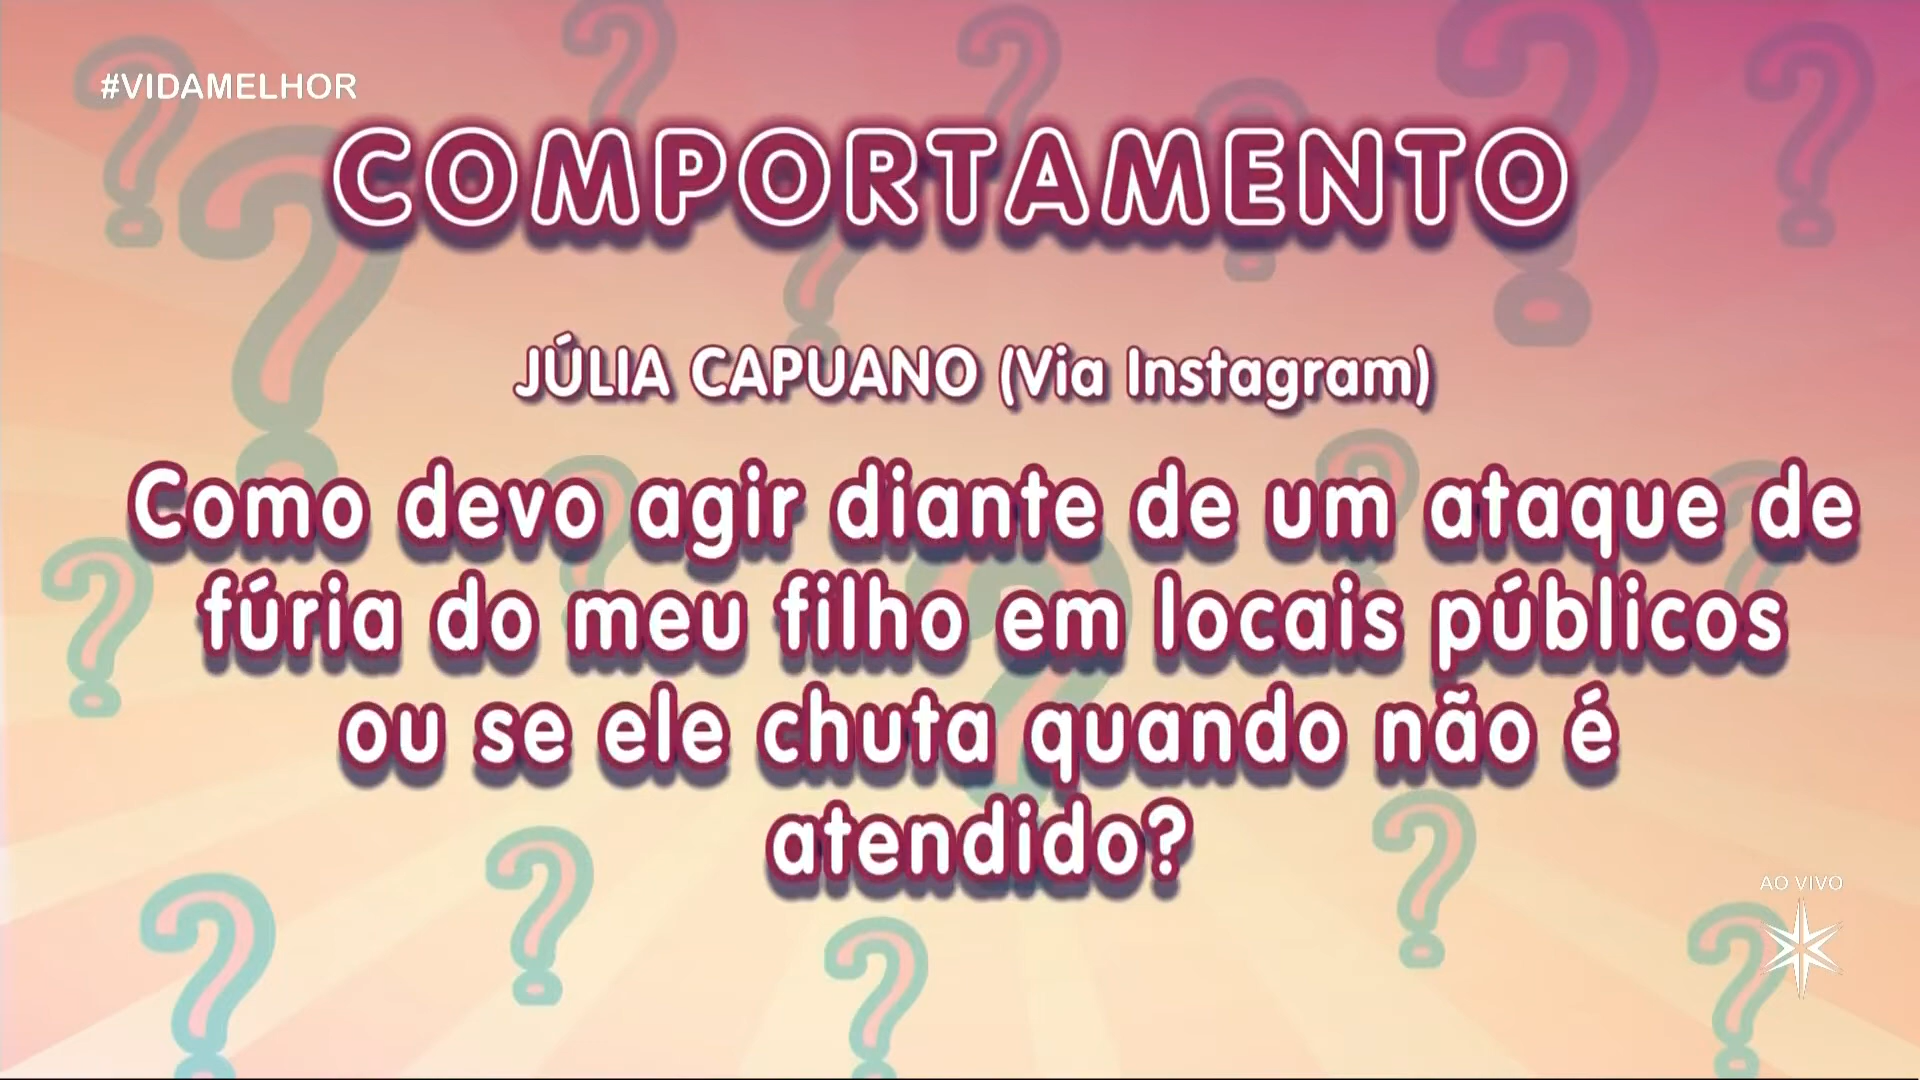 #VIDAMELHOR
COMPORTAMENTO
JÚLIA CAPUANO (Via Instagram)
Como devo agir diante de um ataque de
fúria do meu filho em locais públicos
ou se ele chuta quando não é
atendido?
AO VIVO